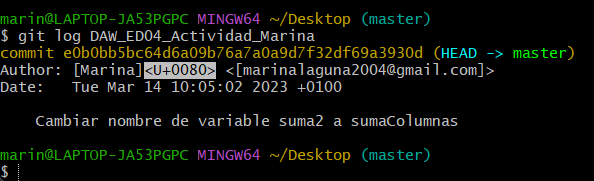 marin@LAPTOP-JA53PGPC MINGW64 ~/Desktop (master)
$ git log DAW_ED04_Actividad_Marina
commit e0b0bb5bc64d6a09b76a7a0a9d7f32df69a3930d (HEAD -> master)
Author: [Marina]<U+0080> <[marinalaguna2004@gmail.com]>
Date:   Tue Mar 14 10:05:02 2023 +0100
    Cambiar nombre de variable suma2 a sumaColumnas
marin@LAPTOP-JA53PGPC MINGW64 ~/Desktop (master)
$